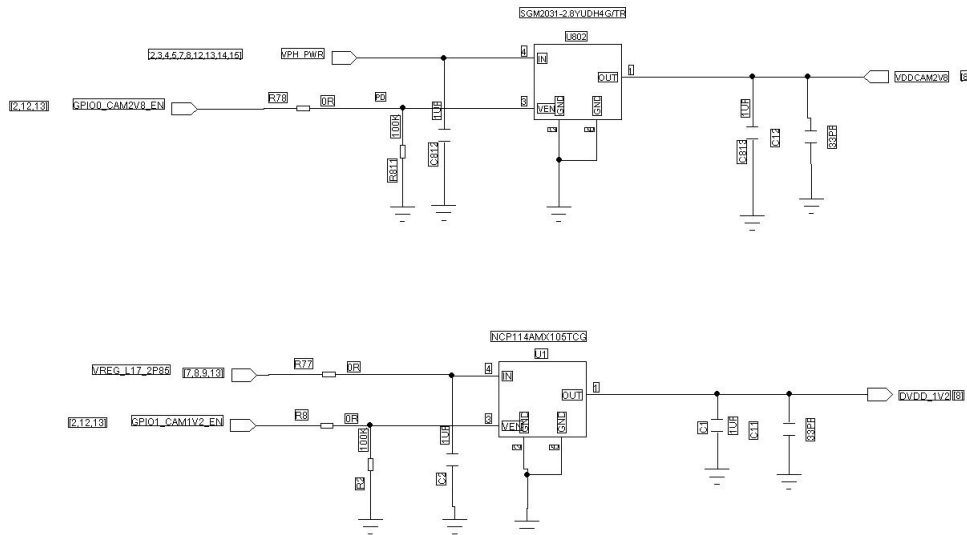 SGM2031-2.8YUDH4G/TR
U802
[2,3,4,5,7,8,12,13,14,15]
VPH_PWR
4
IN
OUT
1
VDDCAM2V8
[2,12,13]
GPIO0_CAM2V8_EN
R78
0R
PD
3
VEN
GND
GND
100K
R811
1UF
C812
1UF
C813
C12
33PF
NCP114AMX105TCG
U1
VREG_L17_2P85
[7,8,9,13]
R77
0R
4
IN
OUT
1
DVDD_1V2
[8]
[2,12,13]
GPIO1_CAM1V2_EN
R8
0R
3
VEN
GND
GND
100K
R2
1UF
C2
C1
1UF
C11
33PF